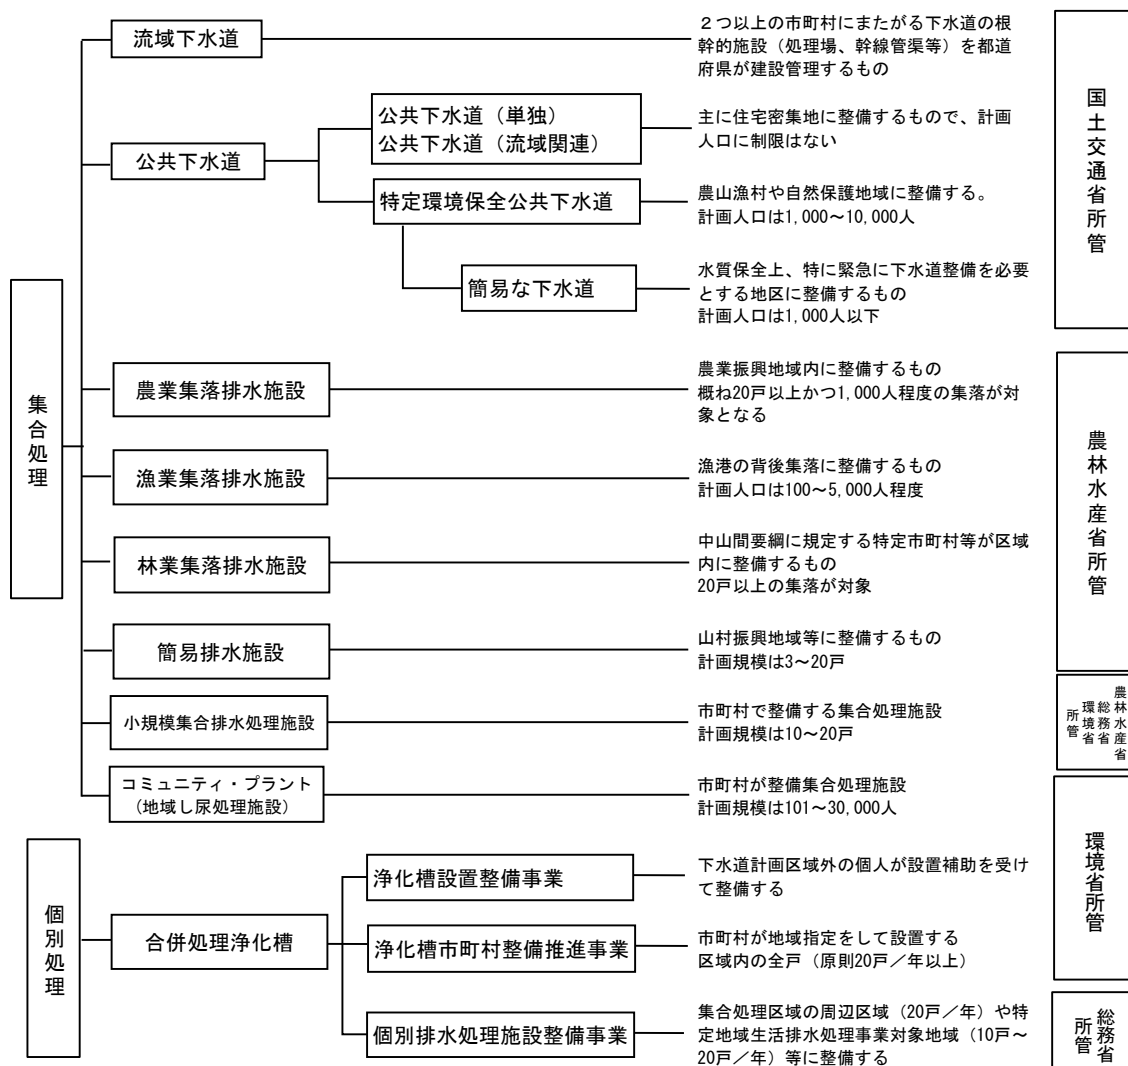 流域下水道
２つ以上の市町村にまたがる下水道の根
幹的施設（処理場、幹線管渠等）を都道
府県が建設管理するもの
公共下水道
公共下水道（単独）
公共下水道（流域関連）
主に住宅密集地に整備するもので、計画
人口に制限はない
特定環境保全公共下水道
農山漁村や自然保護地域に整備する。
計画人口は1,000～10,000人
簡易な下水道
水質保全上、特に緊急に下水道整備を必要
とする地区に整備するもの
計画人口は1,000人以下
国土交通省所管
集合処理
農業集落排水施設
農業振興地域内に整備するもの
概ね20戸以上かつ1,000人程度の集落が対
象となる
漁業集落排水施設
漁港の背後集落に整備するもの
計画人口は100～5,000人程度
林業集落排水施設
中山間要綱に規定する特定市町村等が区域
内に整備するもの
20戸以上の集落が対象
簡易排水施設
山村振興地域等に整備するもの
計画規模は3～20戸
農林水産省所管
小規模集合排水処理施設
市町村で整備する集合処理施設
計画規模は10～20戸
農林水産省
総務省
環境省
所管
コミュニティ・プラント
（地域し尿処理施設）
市町村が整備集合処理施設
計画規模は101～30,000人
個別処理
合併処理浄化槽
浄化槽設置整備事業
下水道計画区域外の個人が設置補助を受け
て整備する
浄化槽市町村整備推進事業
市町村が地域指定をして設置する
区域内の全戸（原則20戸／年以上）
環境省所管
個別排水処理施設整備事業
集合処理区域の周辺区域（20戸／年）や特
定地域生活排水処理事業対象地域（10戸～
20戸／年）等に整備する
総務省
所管